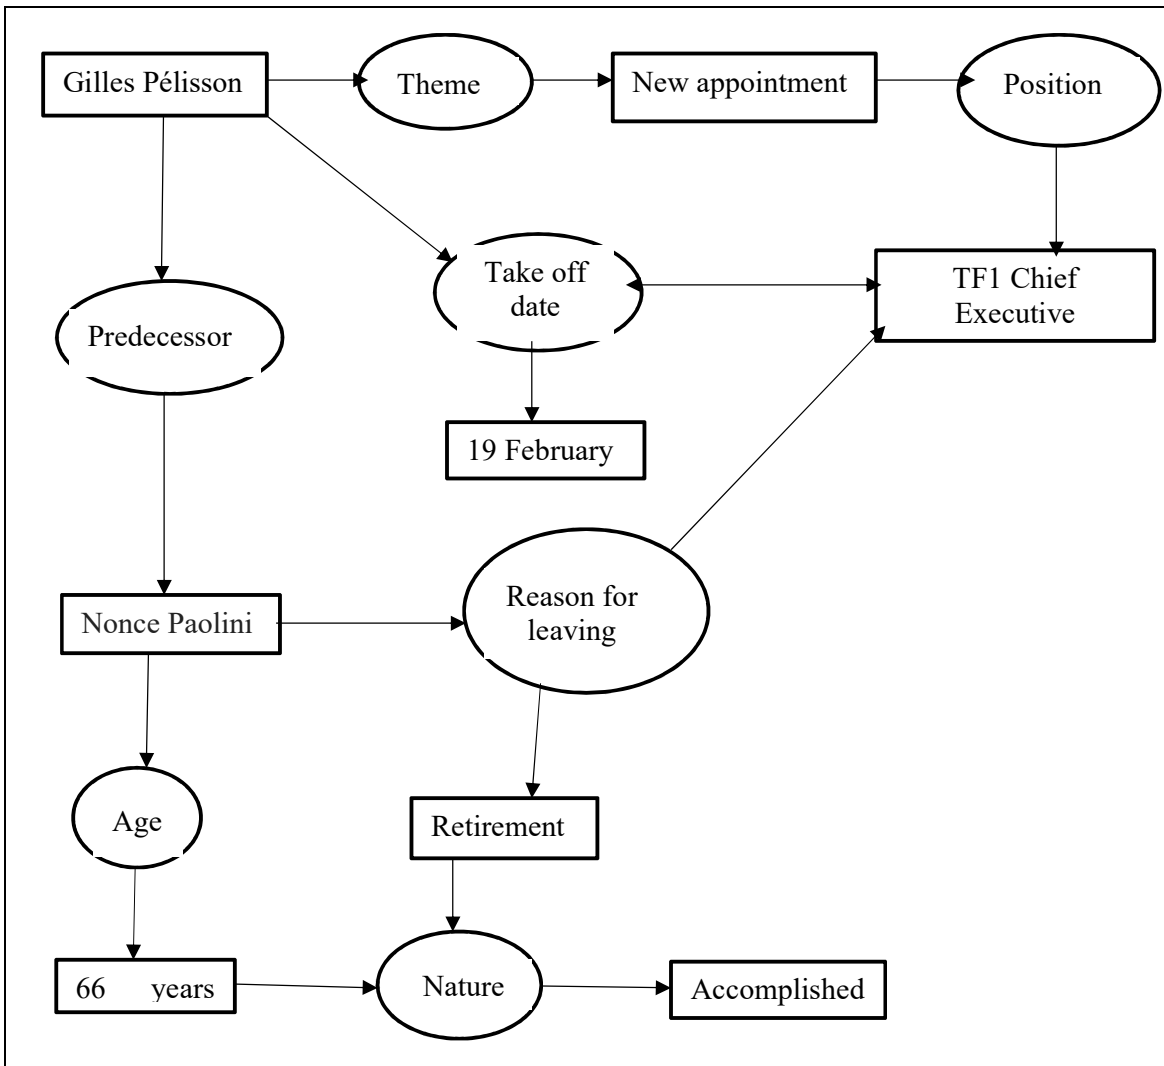 Gilles Pélisson
Theme
New appointment
Position
Take off
date
TF1 Chief
Executive
Predecessor
19 February
Nonce Paolini
Reason for
leaving
Age
Retirement
66 years
Nature
Accomplished